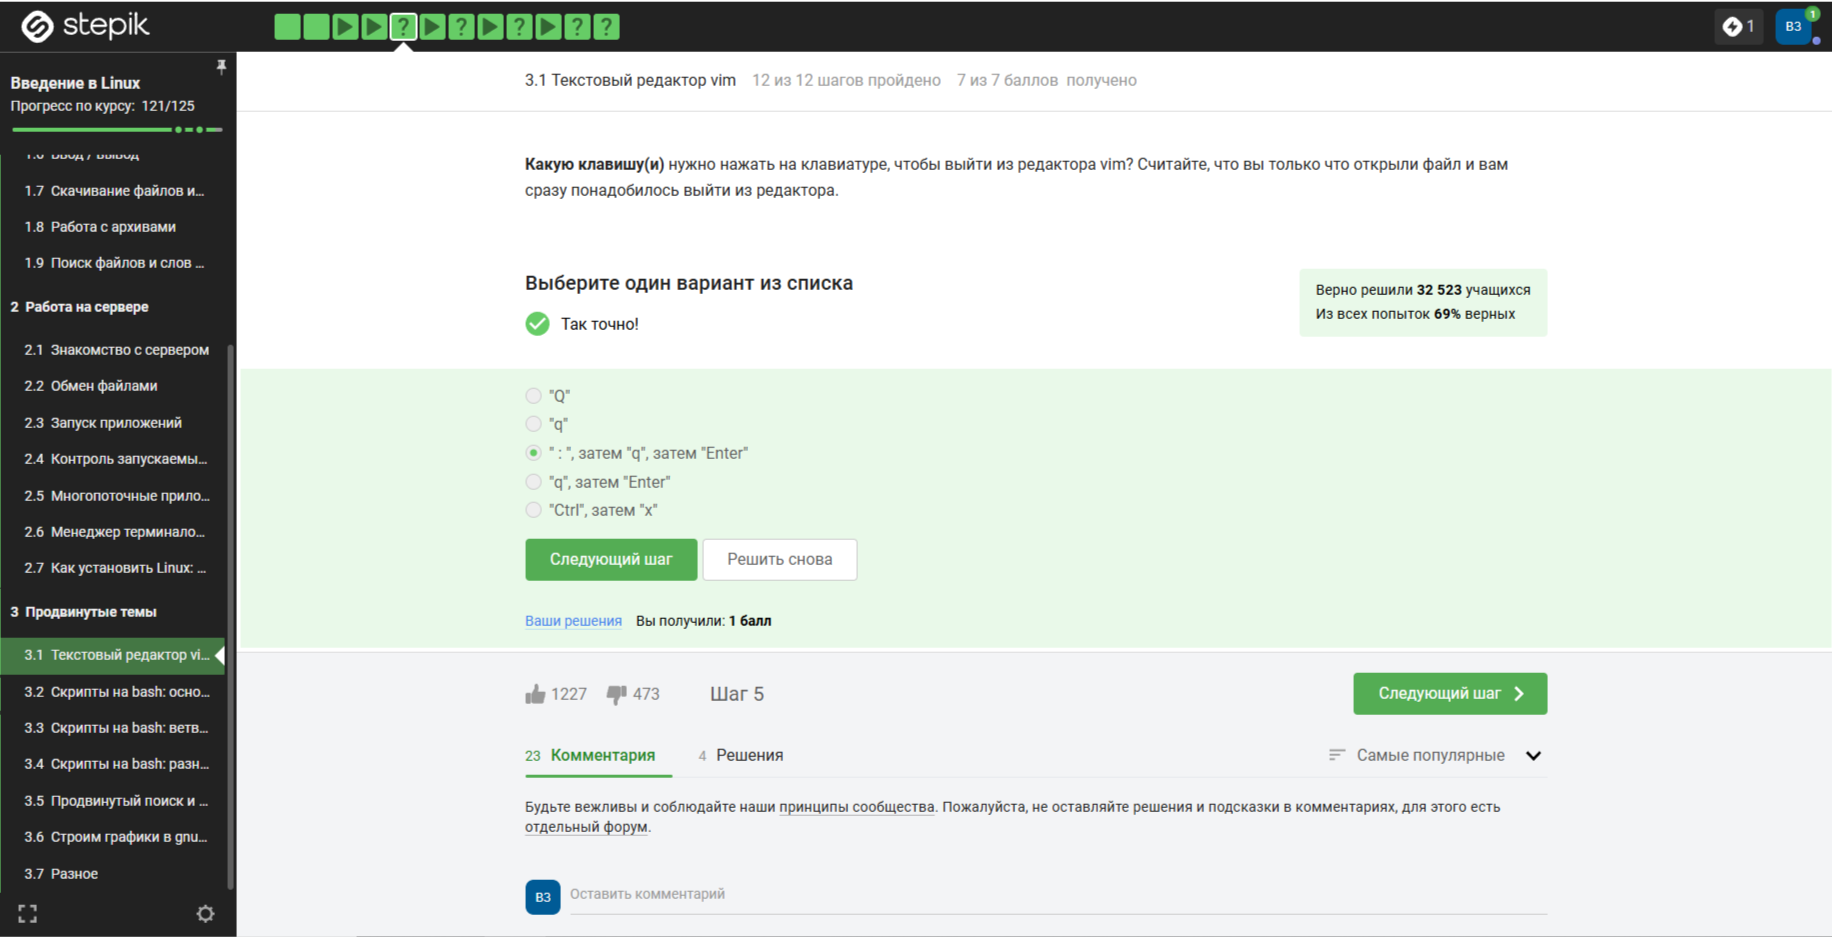 stepik
? ? ? ? ?
1
ВЗ
1
Введение в Linux
Прогресс по курсу: 121/125
1.6 Ввод / Вывод
1.7 Скачивание файлов и...
1.8 Работа с архивами
1.9 Поиск файлов и слов ...
2 Работа на сервере
2.1 Знакомство с сервером
2.2 Обмен файлами
2.3 Запуск приложений
2.4 Контроль запускаемы...
2.5 Многопоточные прило...
2.6 Менеджер терминало...
2.7 Как установить Linux: ...
3 Продвинутые темы
3.1 Текстовый редактор vi...
3.2 Скрипты на bash: осно...
3.3 Скрипты на bash: ветв...
3.4 Скрипты на bash: разн...
3.5 Продвинутый поиск и ...
3.6 Строим графики в gnu...
3.7 Разное
3.1 Текстовый редактор vim 12 из 12 шагов пройдено 7 из 7 баллов получено
Какую клавишу(и) нужно нажать на клавиатуре, чтобы выйти из редактора vim? Считайте, что вы только что открыли файл и вам
сразу понадобилось выйти из редактора.
Выберите один вариант из списка
Так точно!
Верно решили 32 523 учащихся
Из всех попыток 69% верных
"Q"
"q"
" : ", затем "q", затем "Enter"
"q", затем "Enter"
"Ctrl", затем "x"
Следующий шаг Решить снова
Ваши решения Вы получили: 1 балл
1227 473 Шаг 5
Следующий шаг
23 Комментария 4 Решения
Самые популярные
Будьте вежливы и соблюдайте наши принципы сообщества. Пожалуйста, не оставляйте решения и подсказки в комментариях, для этого есть
отдельный форум.
ВЗ Оставить комментарий